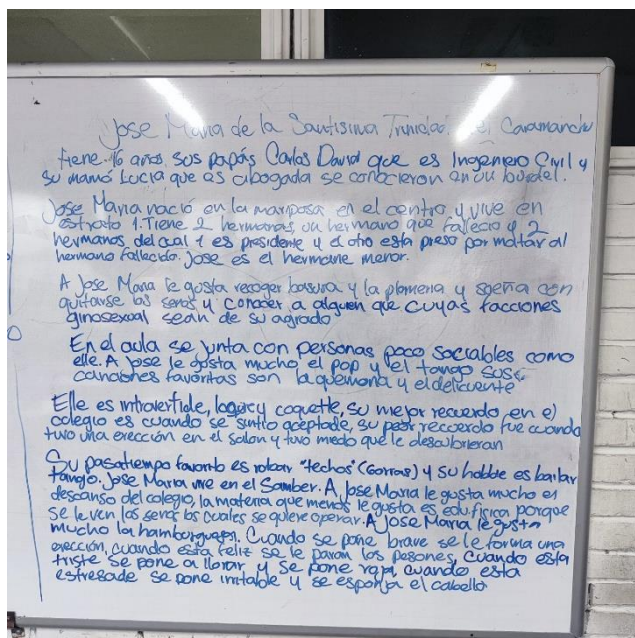 Jose Maria de la Santisima Trinidad del Caramanchu
tiene 16 años, sus papás Carlos David que es Ingeniero Civil y
su mamá Lucia que es abogada se conocieron en un burdel.
Jose Maria nació en la mariposa en el centro, y vive en
estrato 1. Tiene 2 hermanas, un hermano que fallecio y 2
hermanos, del cual 1 es presidente y el otro esta preso por matar al
hermano fallecido. Jose es el hermane menor.
A Jose Maria le gusta recoger basura y la plomeria y sueña con
quitarse los senos y conocer a alguien que cuyas facciones
ginosexual sean de su agrado
En el aula se junta con personas poco sociables como
elle. A Jose le gusta mucho el pop y el tango sus
canciones favoritas son la quemona y el delicuente
Elle es introvertide, y coquette, su mejor recuerdo en el
colegio es cuando se sintio aceptade, su peor recuerdo fue cuando
tuvo una erección en el salon y tuvo miedo que le descubrieran
Su pasatiempo favorito es robar "techos" (Gorras) y su hobbie es bailar
tango. Jose Maria vive en el Samber. A Jose Maria le gusta mucho el
descanso del colegio, la materia que menos le gusta es edu.fisica porque
se le ven los senos los cuales se quiere operar. A Jose Maria le gusta
mucho la hamburguesa. Cuando se pone brave se le forma una
erección, cuando esta feliz se le paran los pesones, cuando esta
triste se pone a llorar y se pone roja, cuando esta
estresade se pone irritable y se esponja el cabello